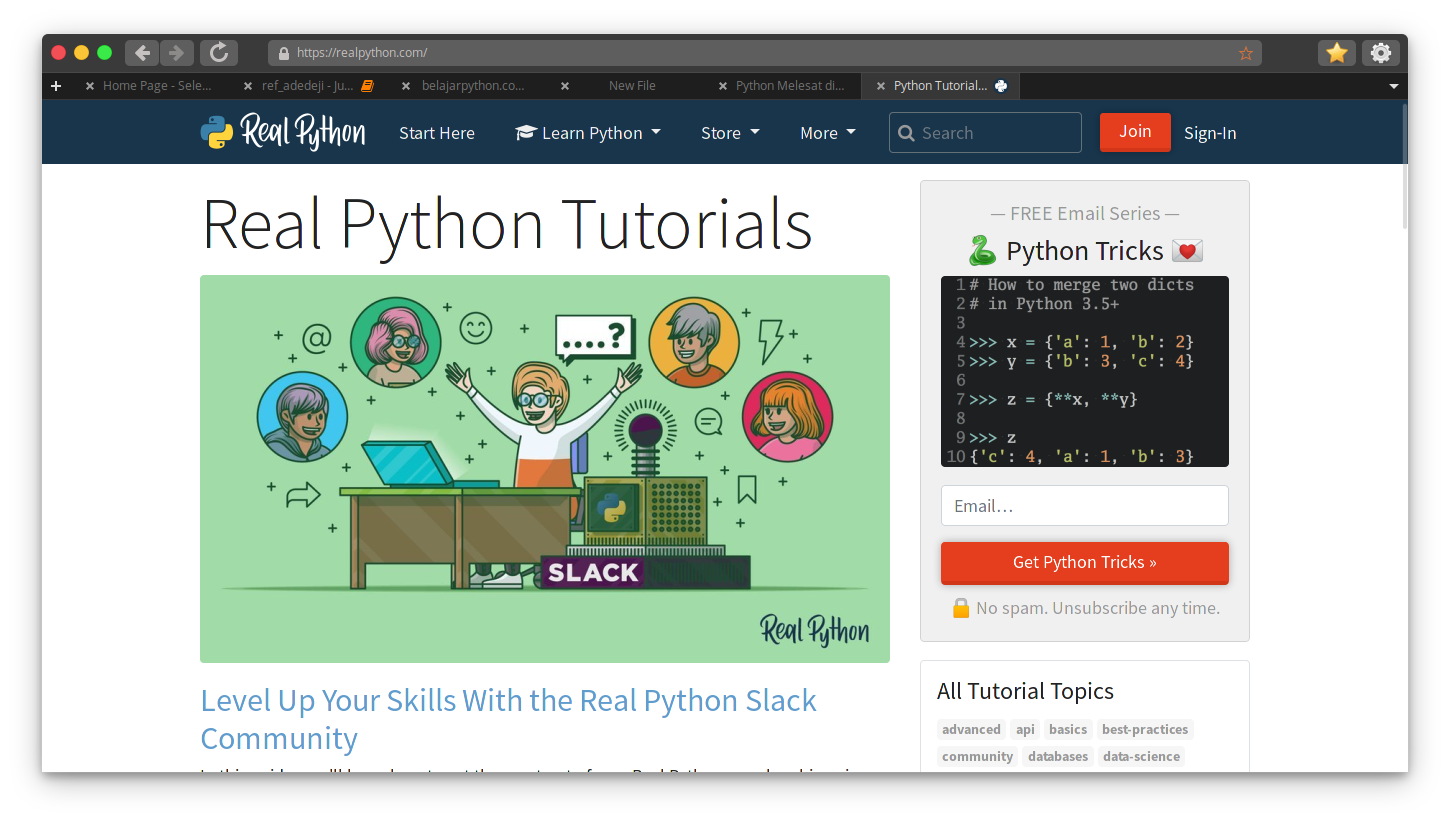 https://realpython.com/
Home Page - Sele...
ref_adedeji - Ju...
belajarpython.co...
New File
Python Melesat di...
Python Tutorial...
Real Python
Start Here
Learn Python
Store
More
Search
Join
Sign-In
Real Python Tutorials
....?
SLACK
Real Python
Level Up Your Skills With the Real Python Slack
Community
— FREE Email Series —
🐍 Python Tricks 💌
1 # How to merge two dicts
2 # in Python 3.5+
3
4 >>> x = {'a': 1, 'b': 2}
5 >>> y = {'b': 3, 'c': 4}
6
7 >>> z = {**x, **y}
8
9 >>> z
10 {'c': 4, 'a': 1, 'b': 3}
Email…
Get Python Tricks »
🔒 No spam. Unsubscribe any time.
All Tutorial Topics
advanced api basics best-practices
community databases data-science